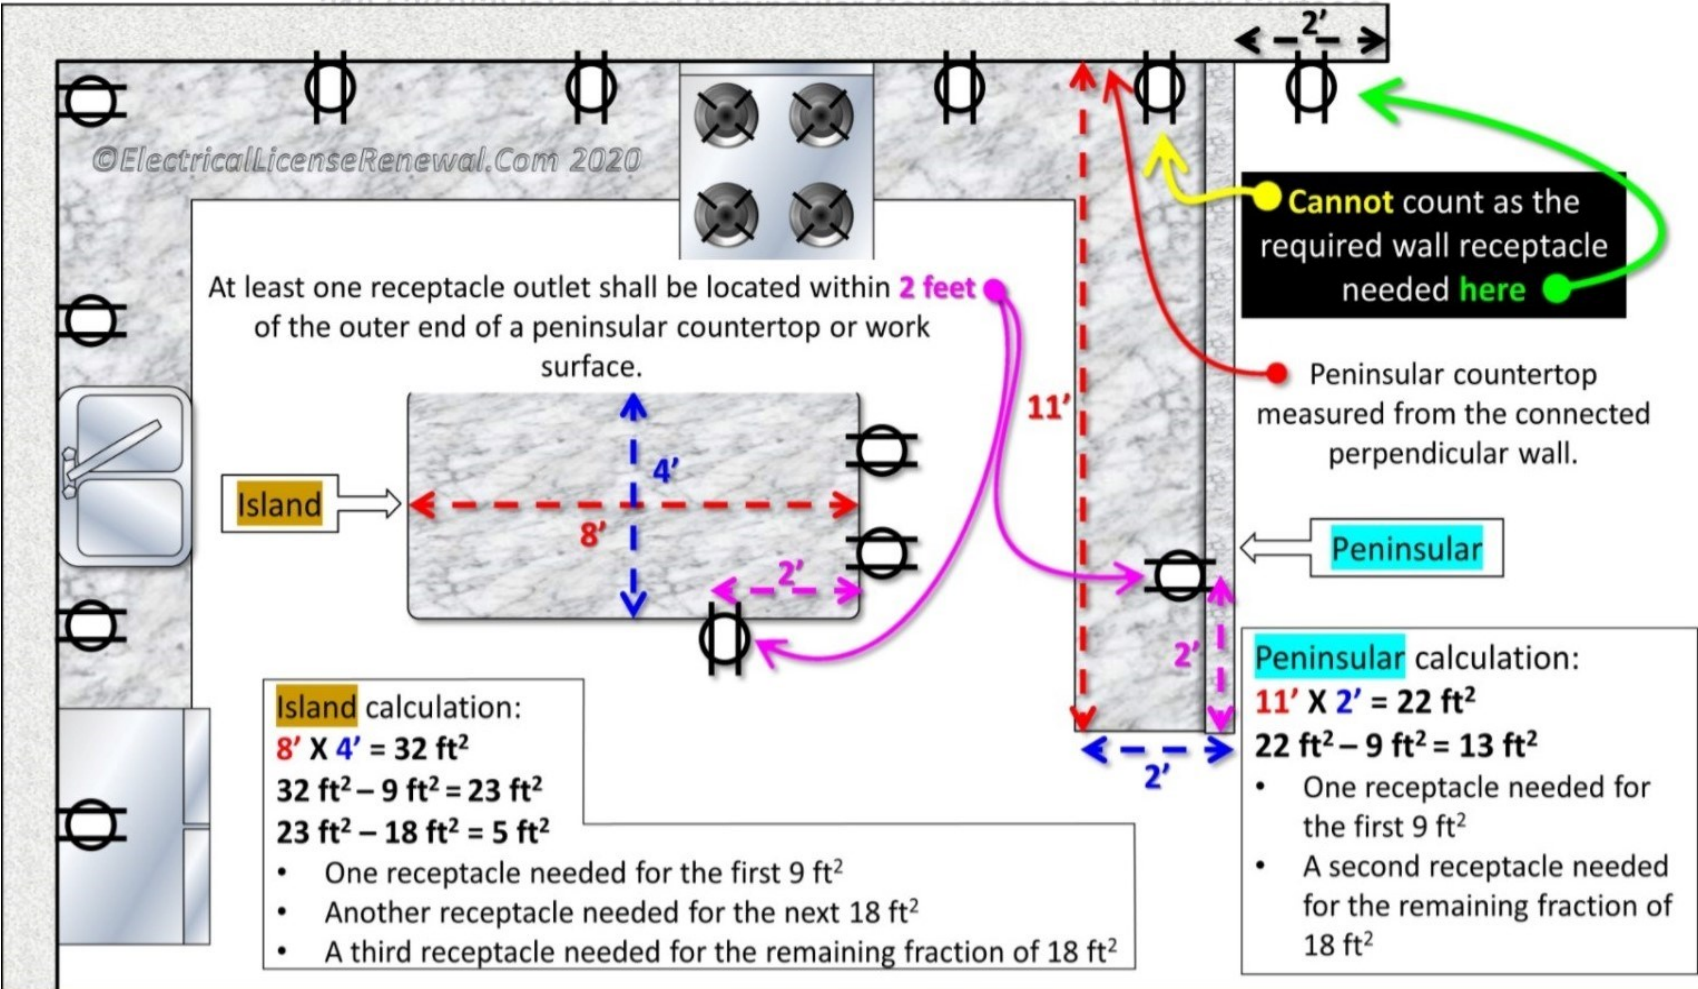 2'
©ElectricalLicenseRenewal.Com 2020
Cannot count as the
required wall receptacle
needed here
At least one receptacle outlet shall be located within 2 feet
of the outer end of a peninsular countertop or work
surface.
Peninsular countertop
measured from the connected
perpendicular wall.
11'
4'
Island
8'
2'
Peninsular
2'
2'
Island calculation:
8' X 4' = 32 ft²
32 ft² – 9 ft² = 23 ft²
23 ft² – 18 ft² = 5 ft²
• One receptacle needed for the first 9 ft²
• Another receptacle needed for the next 18 ft²
• A third receptacle needed for the remaining fraction of 18 ft²
Peninsular calculation:
11' X 2' = 22 ft²
22 ft² – 9 ft² = 13 ft²
• One receptacle needed for
the first 9 ft²
• A second receptacle needed
for the remaining fraction of
18 ft²